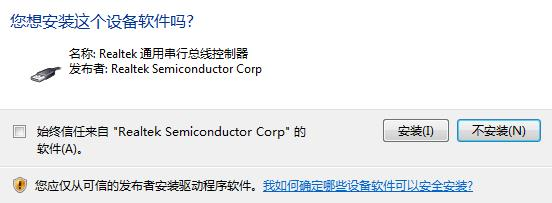 您想安装这个设备软件吗?
名称: Realtek 通用串行总线控制器
发布者: Realtek Semiconductor Corp
始终信任来自 "Realtek Semiconductor Corp" 的
软件(A)。
安装(I)
不安装(N)
您应仅从可信的发布者安装驱动程序软件。我如何确定哪些设备软件可以安全安装?